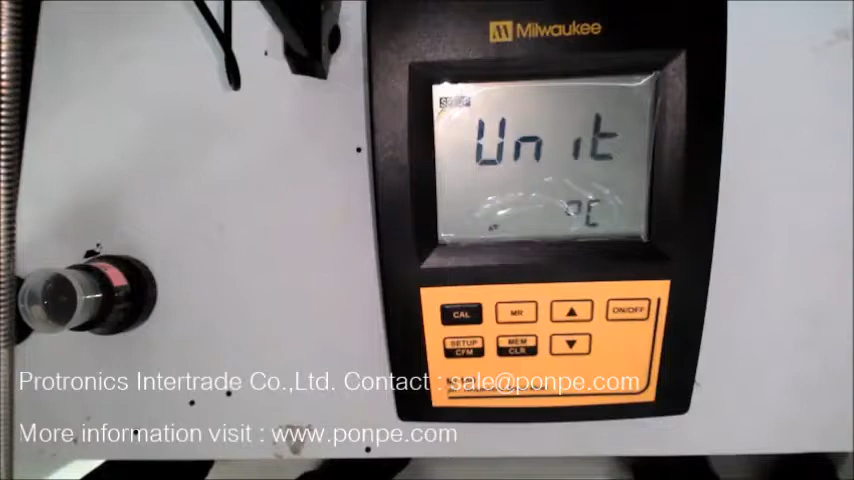 Milwaukee
SETUP
Unit
°C
CAL
MR
▲
ON/OFF
SETUP
CFM
MEM
CLR
▼
Protronics Intertrade Co.,Ltd. Contact : sale@ponpe.com
More information visit : www.ponpe.com